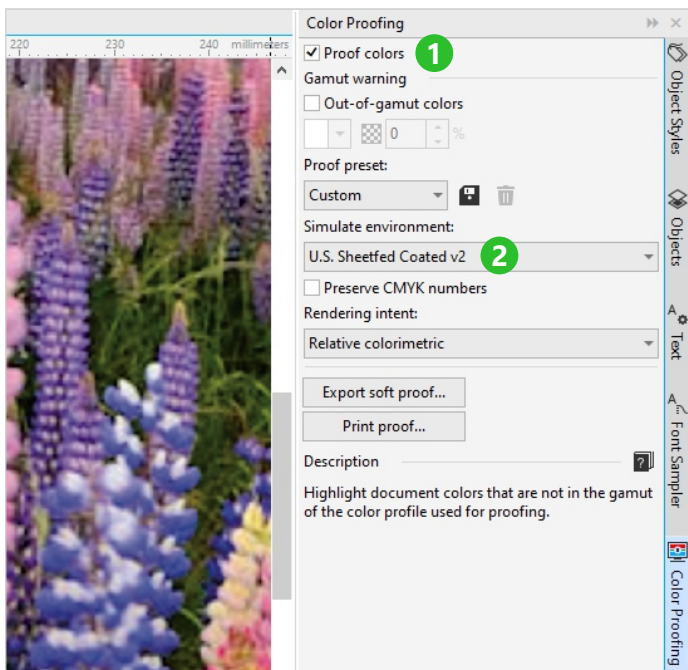 Color Proofing
220 230 240 millimeters
Proof colors 1
Gamut warning
Out-of-gamut colors
0 %
Proof preset:
Custom
Simulate environment:
U.S. Sheetfed Coated v2 2
Preserve CMYK numbers
Rendering intent:
Relative colorimetric
Export soft proof...
Print proof...
Description ?
Highlight document colors that are not in the gamut
of the color profile used for proofing.
Object Styles
Objects
A
Text
A
Font Sampler
Color Proofing